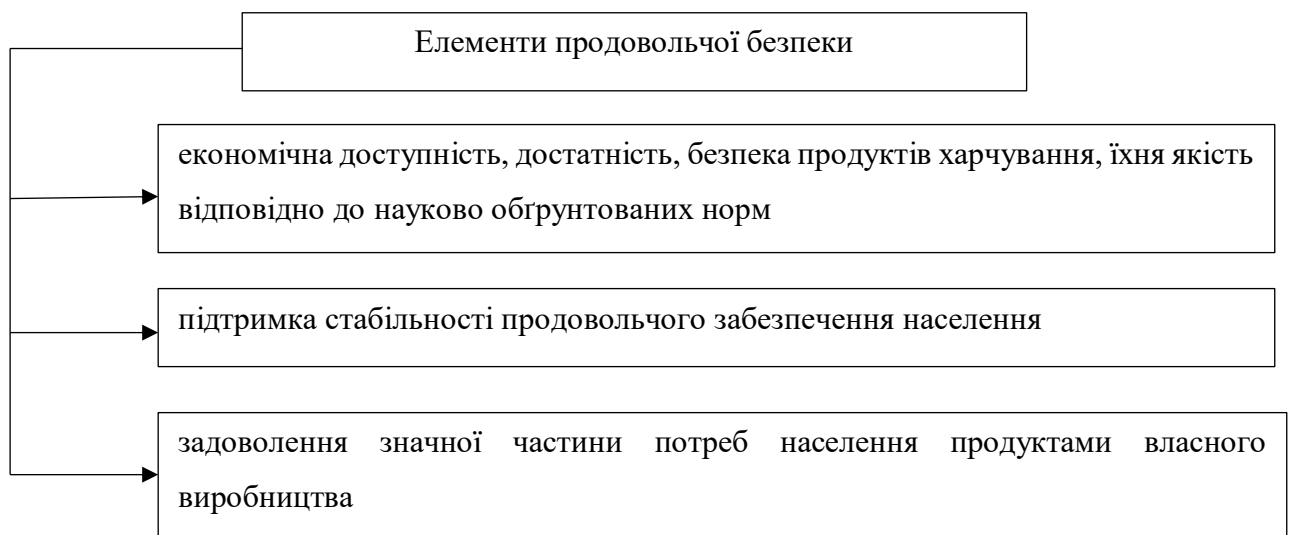 Елементи продовольчої безпеки
економічна доступність, достатність, безпека продуктів харчування, їхня якість
відповідно до науково обґрунтованих норм
підтримка стабільності продовольчого забезпечення населення
задоволення значної частини потреб населення продуктами власного
виробництва